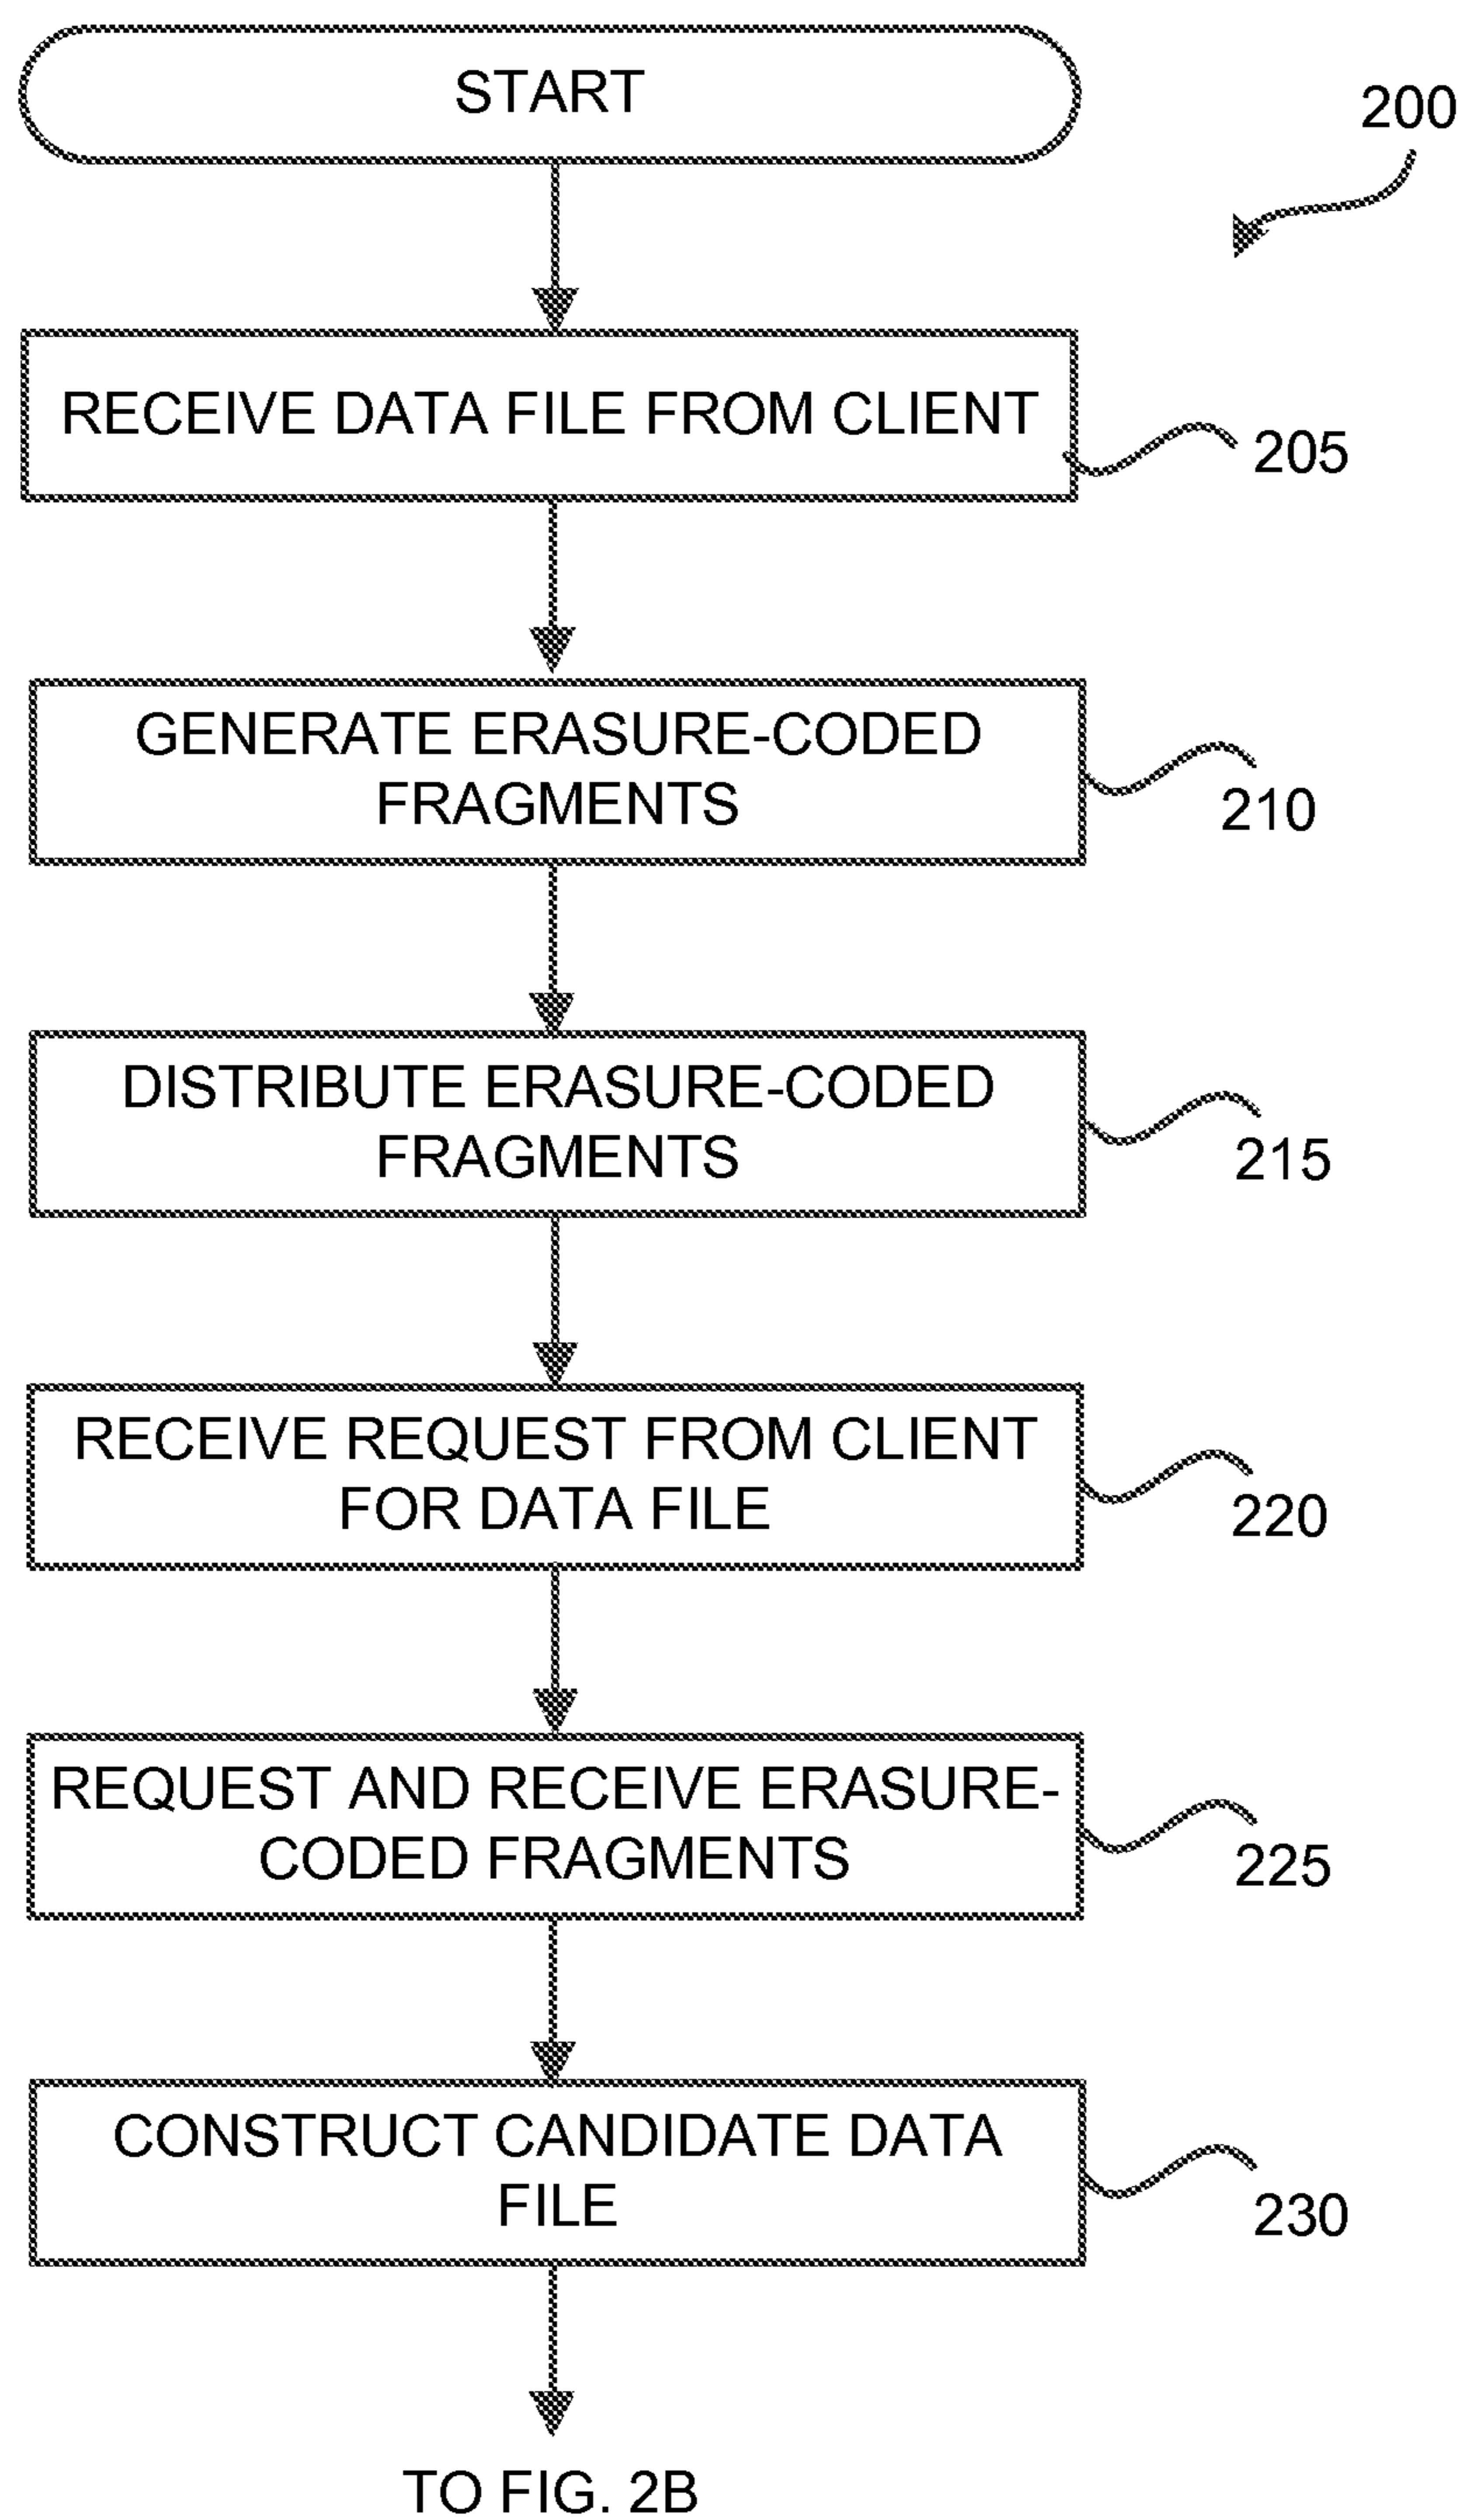 START
200
RECEIVE DATA FILE FROM CLIENT
205
GENERATE ERASURE-CODED
FRAGMENTS
210
DISTRIBUTE ERASURE-CODED
FRAGMENTS
215
RECEIVE REQUEST FROM CLIENT
FOR DATA FILE
220
REQUEST AND RECEIVE ERASURE-
CODED FRAGMENTS
225
CONSTRUCT CANDIDATE DATA
FILE
230
TO FIG. 2B